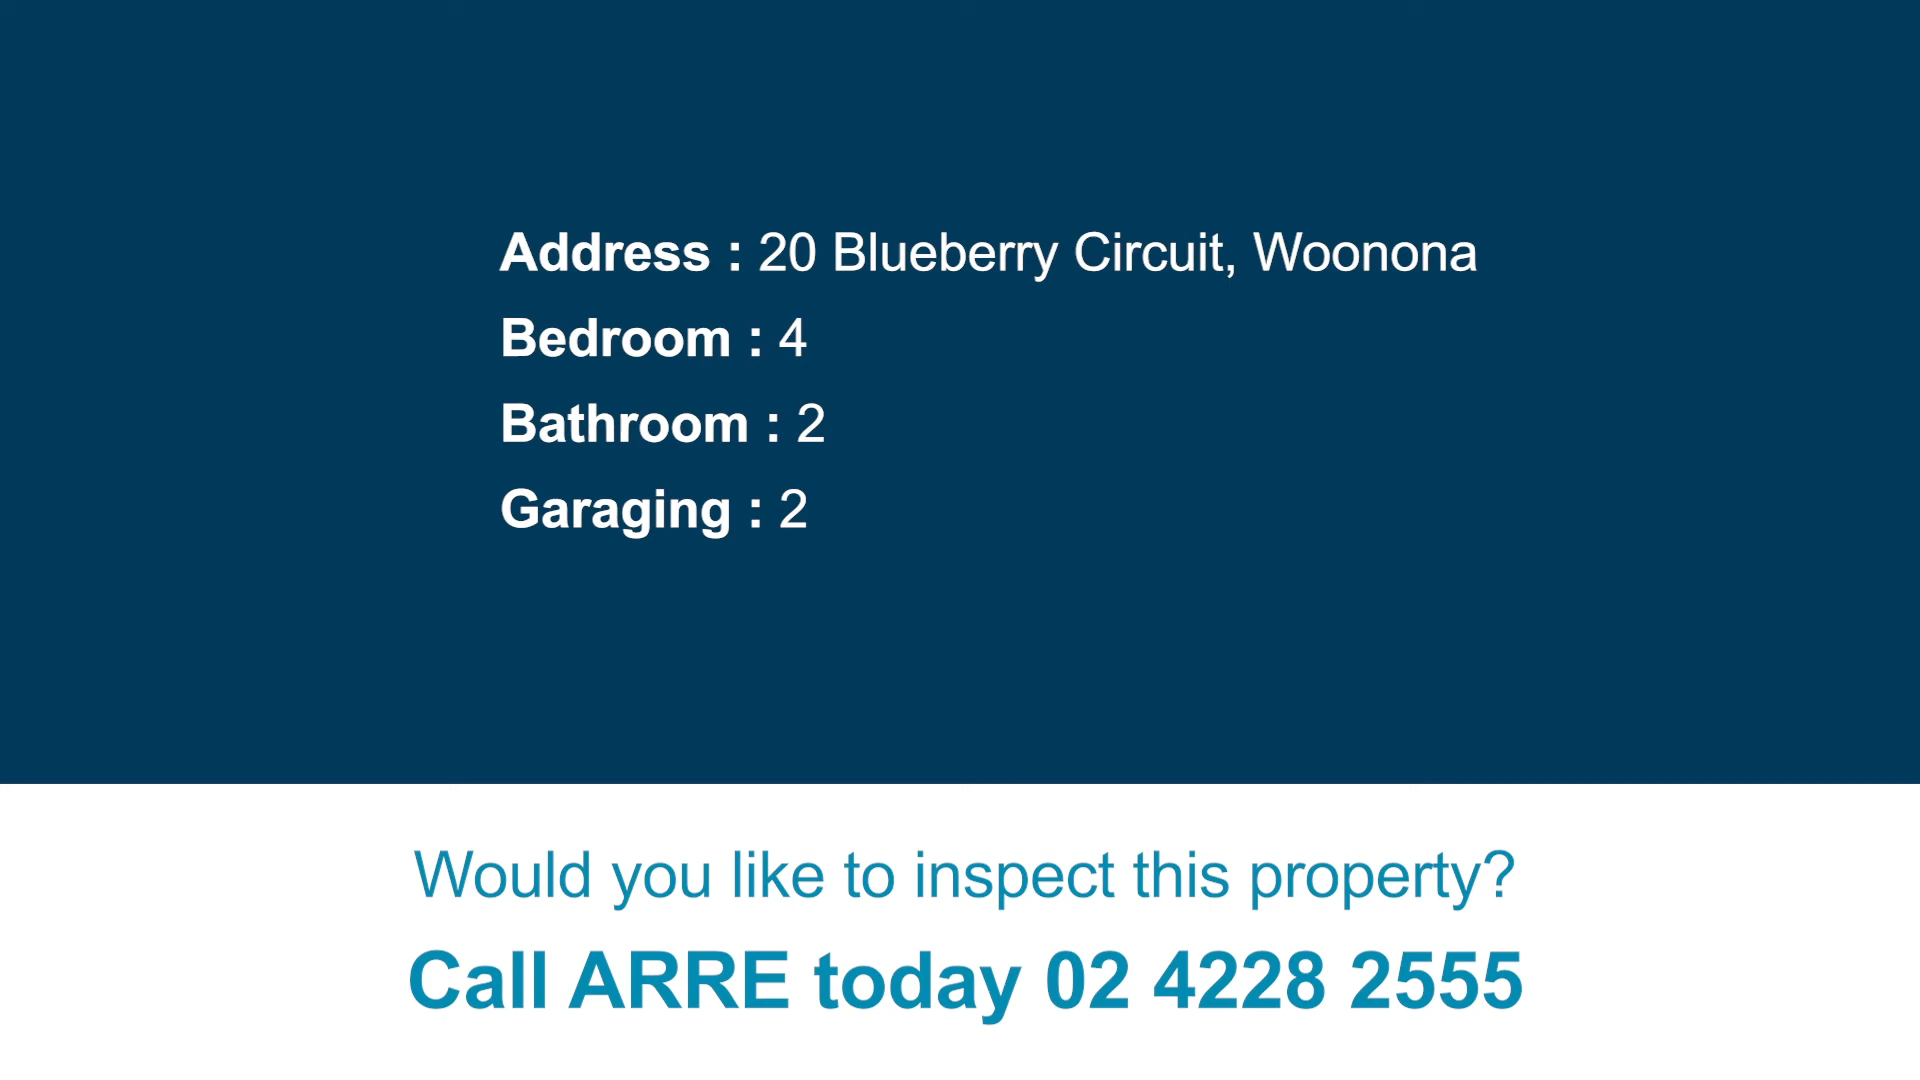 Address : 20 Blueberry Circuit, Woonona
Bedroom : 4
Bathroom : 2
Garaging : 2
Would you like to inspect this property?
Call ARRE today 02 4228 2555